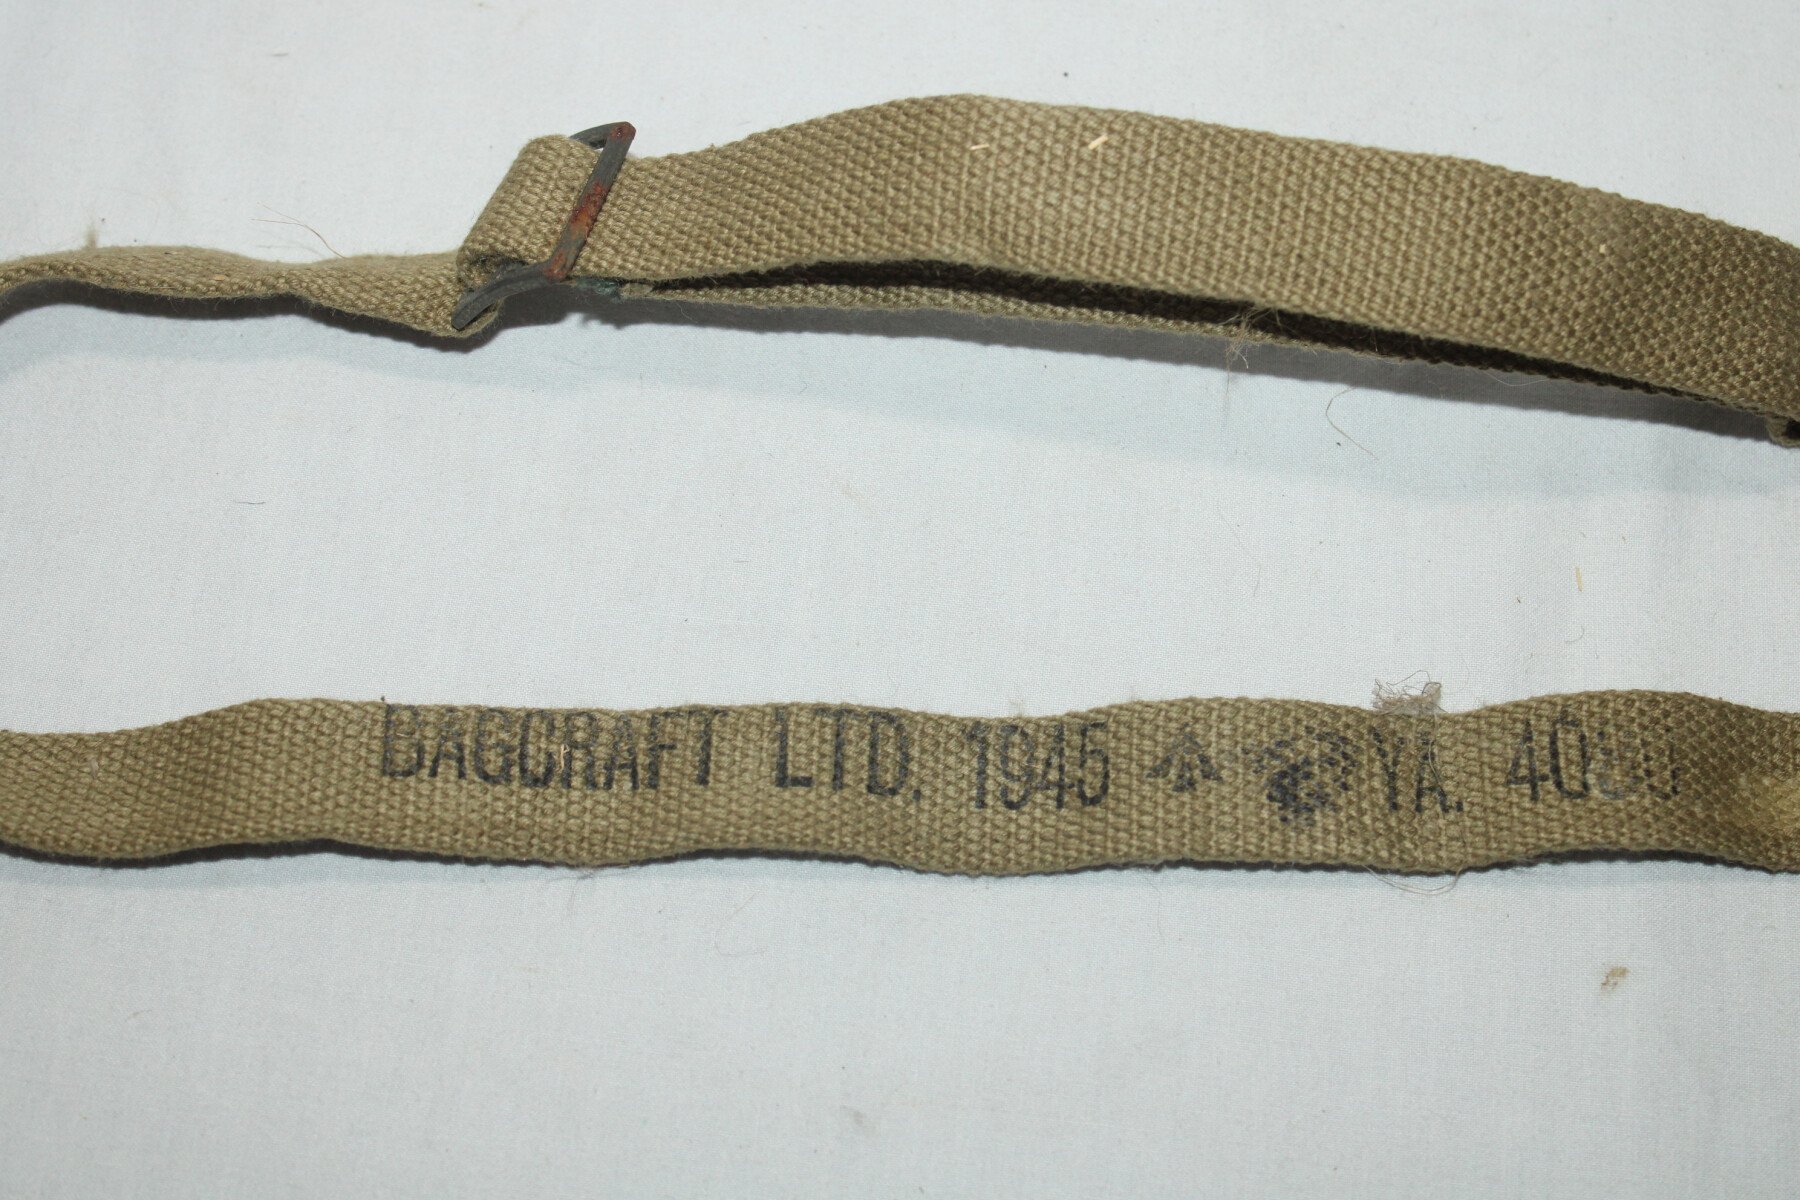 BAGCRAFT LTD. 1945 YA.